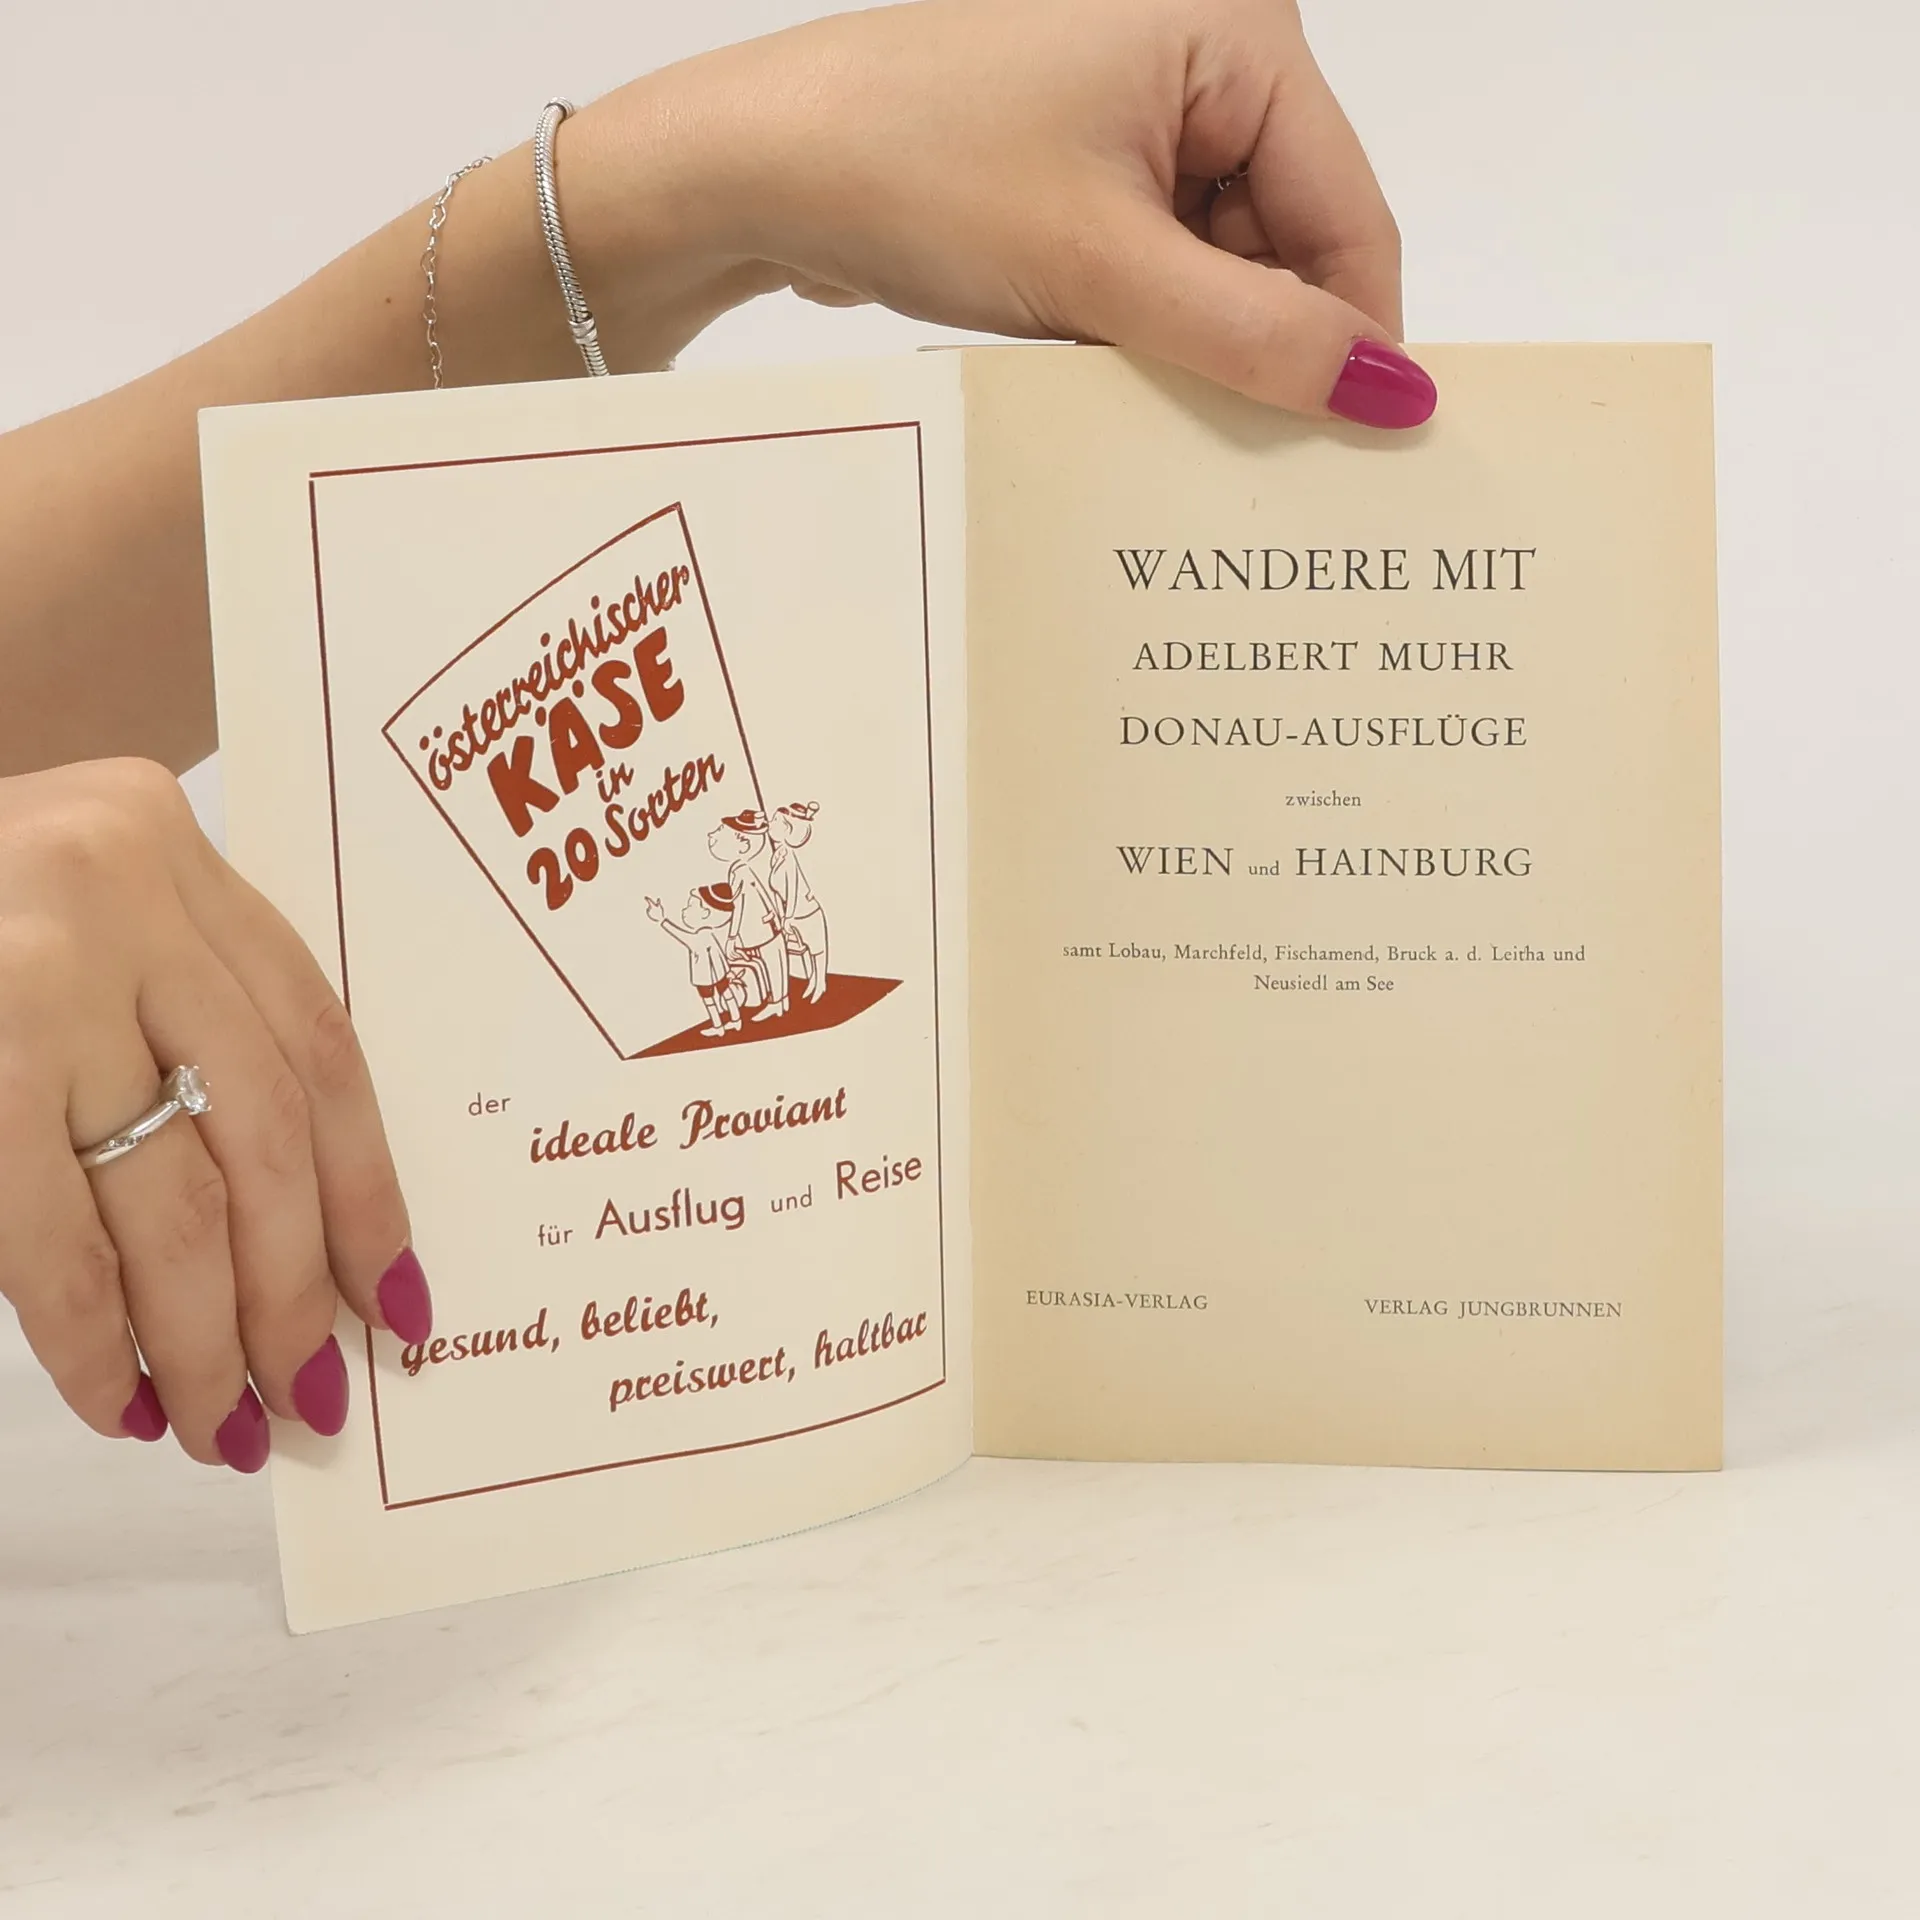 österreichischer
KÄSE
in
20 Sorten
der
ideale Proviant
für Ausflug und Reise
gesund, beliebt,
preiswert, haltbar
WANDERE MIT
ADELBERT MUHR
DONAU-AUSFLÜGE
zwischen
WIEN und HAINBURG
samt Lobau, Marchfeld, Fischamend, Bruck a. d. Leitha und
Neusiedl am See
EURASIA-VERLAG VERLAG JUNGBRUNNEN